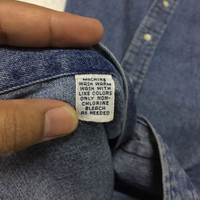 MACHINE
WASH WARM
WASH WITH
LIKE COLORS
ONLY NON-
CHLORINE
BLEACH
AS NEEDED